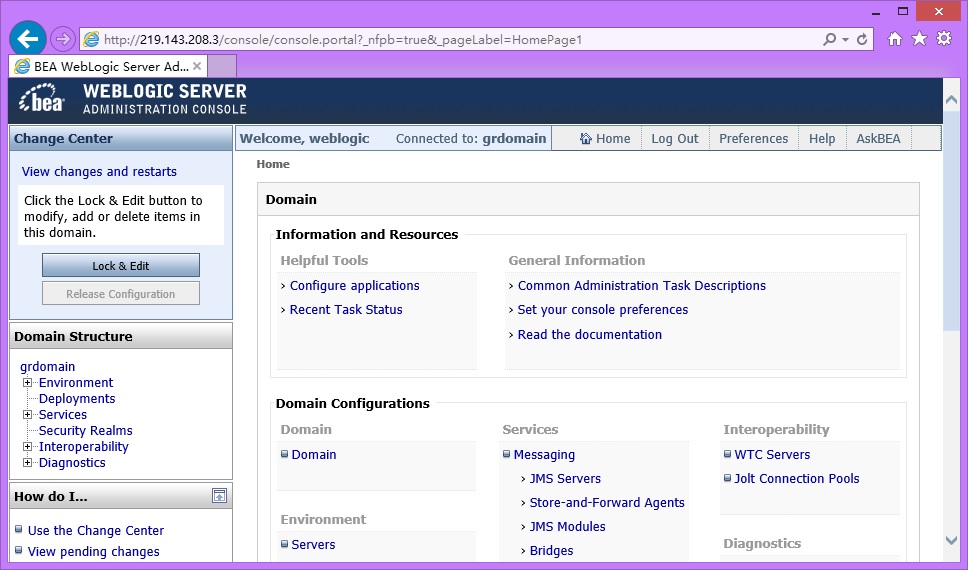 http://219.143.208.3/console/console.portal?_nfpb=true&_pageLabel=HomePage1
BEA WebLogic Server Ad...
bea
WEBLOGIC SERVER
ADMINISTRATION CONSOLE
Change Center
View changes and restarts
Click the Lock & Edit button to
modify, add or delete items in
this domain.
Lock & Edit
Release Configuration
Domain Structure
grdomain
Environment
Deployments
Services
Security Realms
Interoperability
Diagnostics
How do I...
Use the Change Center
View pending changes
Welcome, weblogic Connected to: grdomain Home Log Out Preferences Help AskBEA
Home
Domain
Information and Resources
Helpful Tools
› Configure applications
› Recent Task Status
General Information
› Common Administration Task Descriptions
› Set your console preferences
› Read the documentation
Domain Configurations
Domain
Domain
Environment
Servers
Services
Messaging
› JMS Servers
› Store-and-Forward Agents
› JMS Modules
› Bridges
Interoperability
WTC Servers
Jolt Connection Pools
Diagnostics